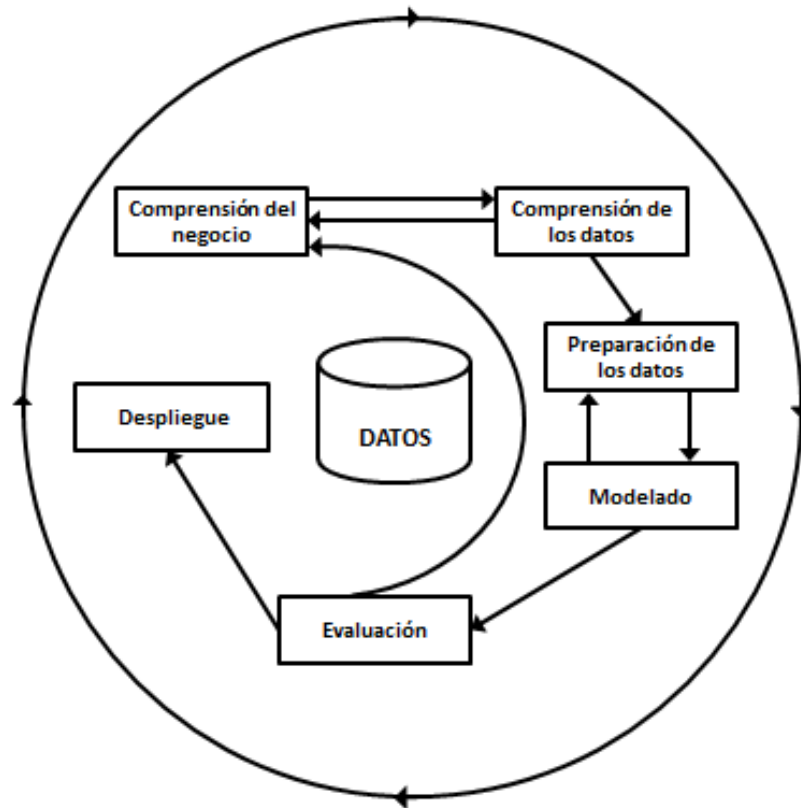 Comprensión del
negocio
Comprensión de
los datos
Preparación de
los datos
Despliegue
DATOS
Modelado
Evaluación